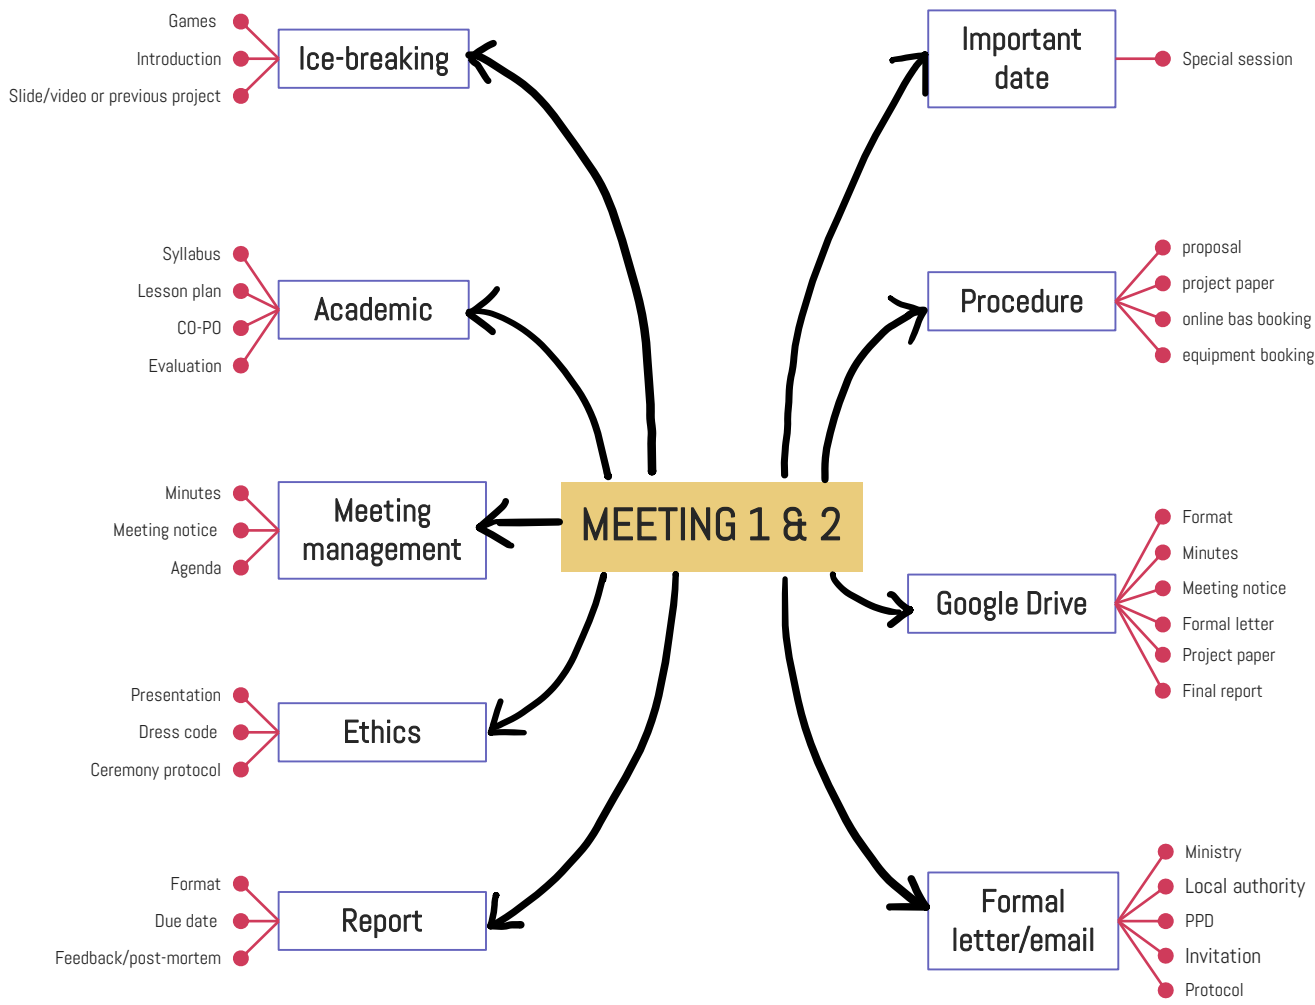 Games
Introduction
Slide/video or previous project
Ice-breaking
Syllabus
Lesson plan
CO-PO
Evaluation
Academic
Minutes
Meeting notice
Agenda
Meeting
management
Presentation
Dress code
Ceremony protocol
Ethics
Format
Due date
Feedback/post-mortem
Report
MEETING 1 & 2
Important
date
Special session
Procedure
proposal
project paper
online bas booking
equipment booking
Google Drive
Format
Minutes
Meeting notice
Formal letter
Project paper
Final report
Formal
letter/email
Ministry
Local authority
PPD
Invitation
Protocol